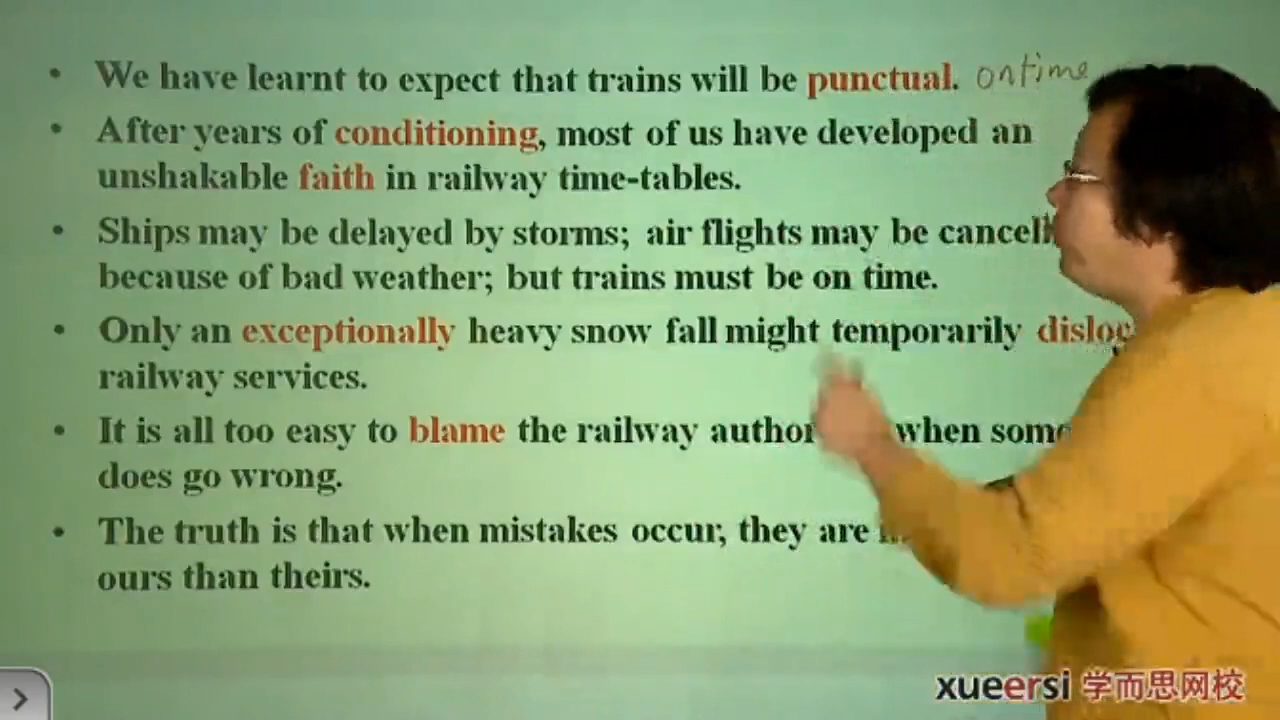 • We have learnt to expect that trains will be punctual. on time
• After years of conditioning, most of us have developed an
unshakable faith in railway time-tables.
• Ships may be delayed by storms; air flights may be
because of bad weather; but trains must be on time.
• Only an exceptionally heavy snow fall might temporarily
railway services.
• It is all too easy to blame the railway when
does go wrong.
• The truth is that when mistakes occur, they are
ours than theirs.
xueersi 学而思网校